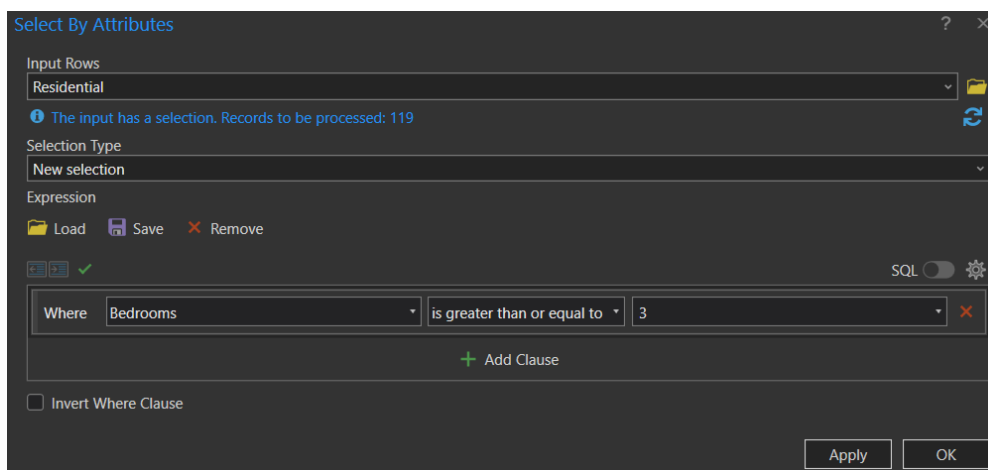 Select By Attributes ?
Input Rows
Residential
The input has a selection. Records to be processed: 119
Selection Type
New selection
Expression
Load Save Remove
SQL
Where Bedrooms is greater than or equal to 3
+ Add Clause
Invert Where Clause
Apply OK